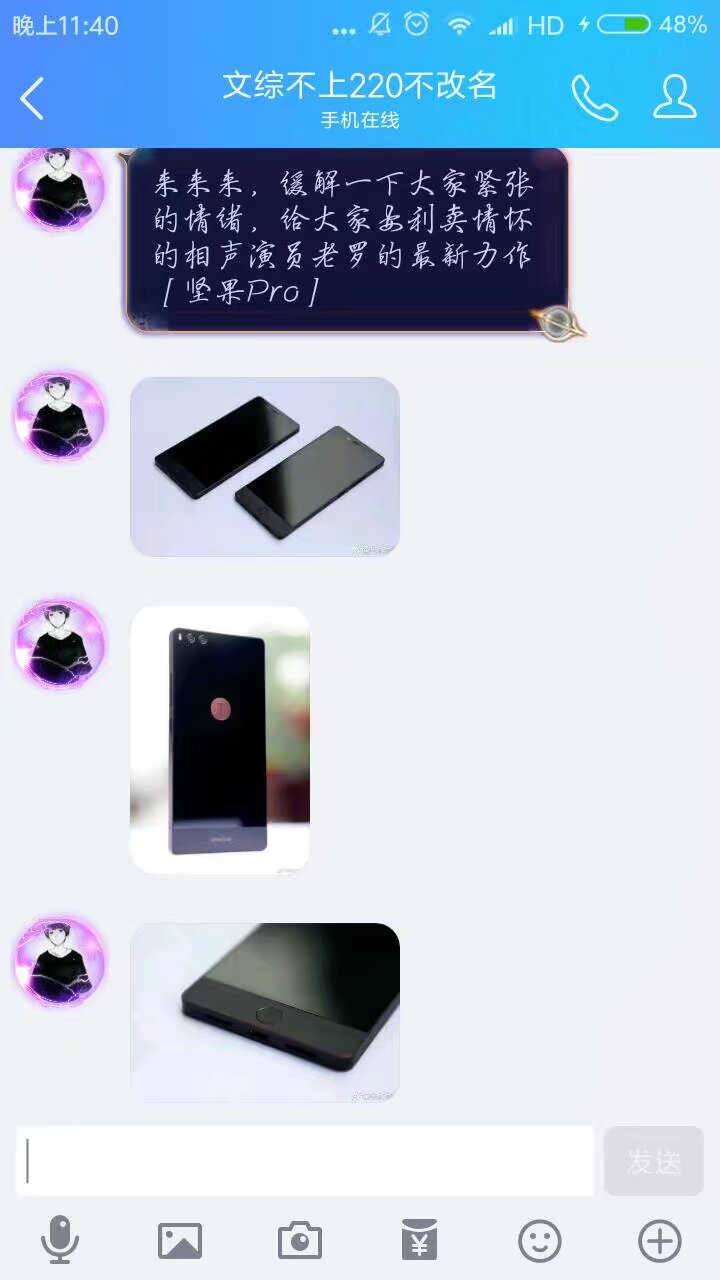 晚上11:40
HD
48%
文综不上220不改名
手机在线
来来来，缓解一下大家紧张
的情绪，给大家安利卖情怀
的相声演员老罗的最新力作
［坚果Pro］
发送